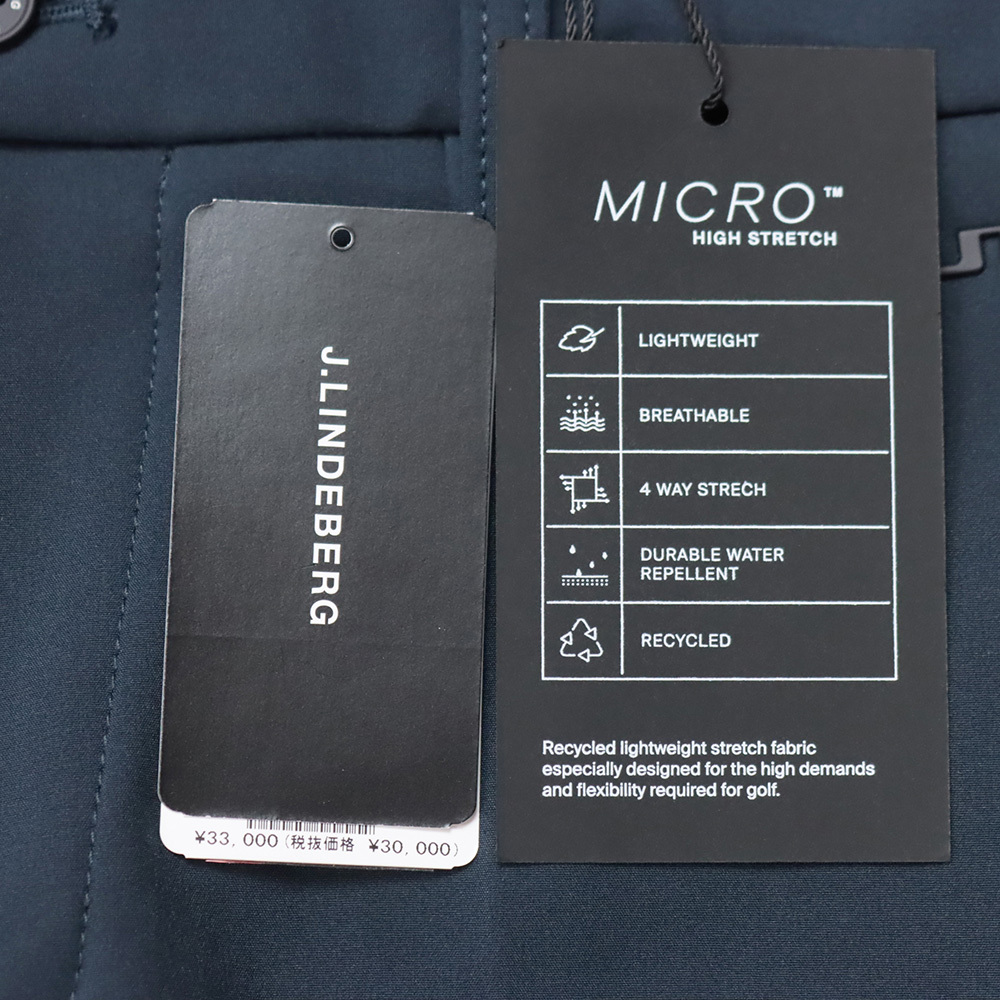 J.LINDEBERG
¥33, 000 (税抜価格 ¥30, 000)
MICRO™
HIGH STRETCH
LIGHTWEIGHT
BREATHABLE
4 WAY STRECH
DURABLE WATER
REPELLENT
RECYCLED
Recycled lightweight stretch fabric
especially designed for the high demands
and flexibility required for golf.